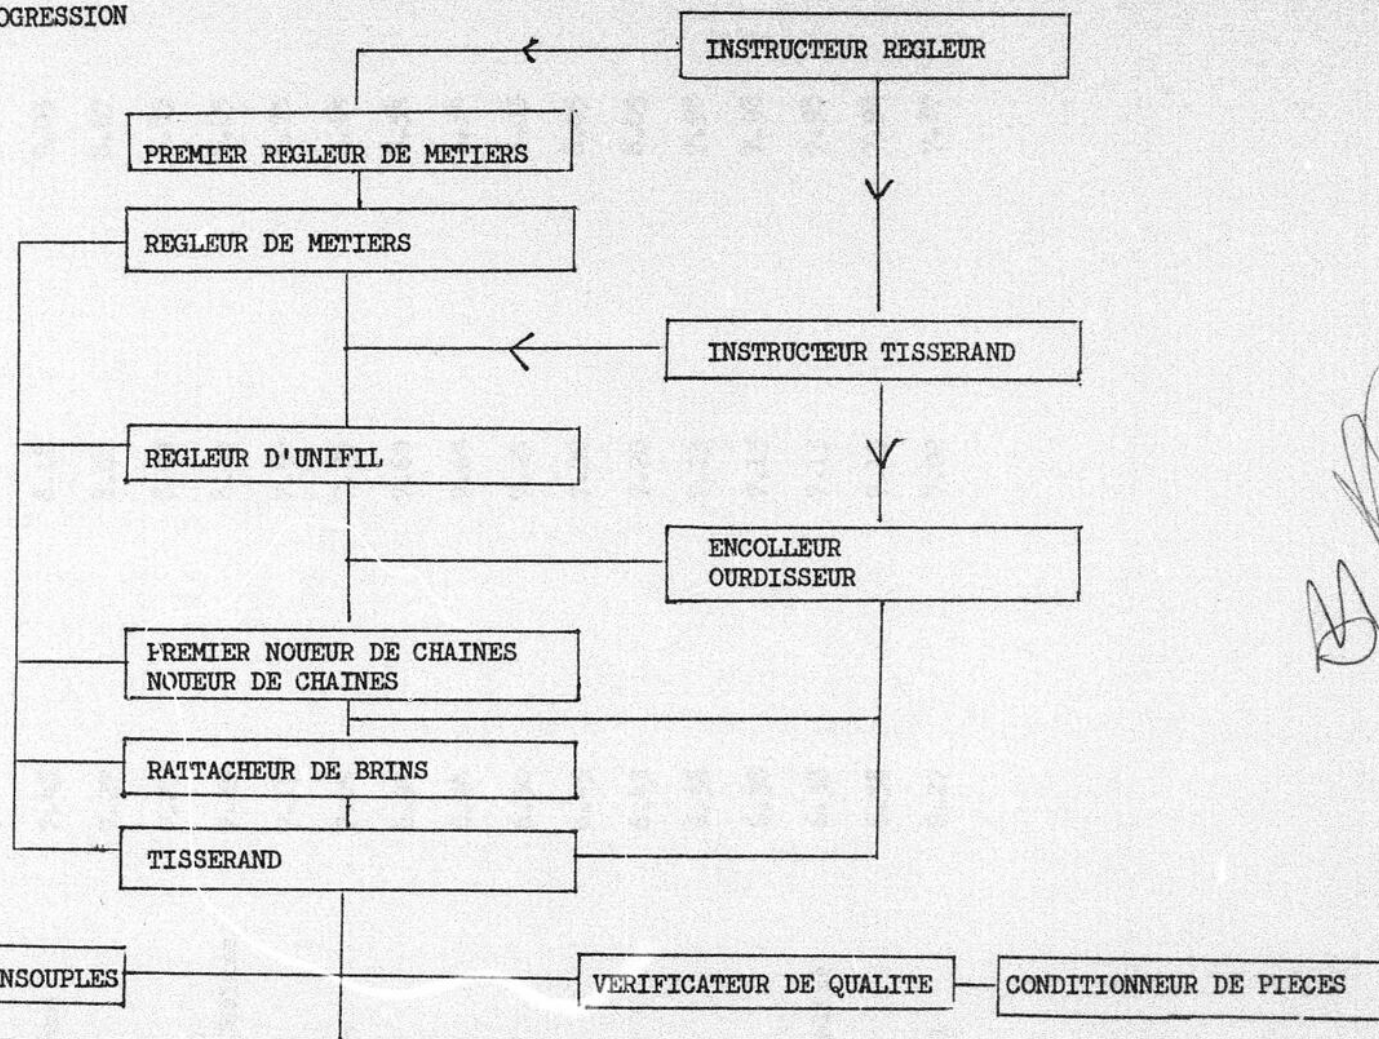 OGRESSION
INSTRUCTEUR REGLEUR
PREMIER REGLEUR DE METIERS
REGLEUR DE METIERS
INSTRUCTEUR TISSERAND
REGLEUR D'UNIFIL
ENCOLLEUR
OURDISSEUR
PREMIER NOUEUR DE CHAINES
NOUEUR DE CHAINES
RATTACHEUR DE BRINS
TISSERAND
NSOUPLES
VERIFICATEUR DE QUALITE
CONDITIONNEUR DE PIECES